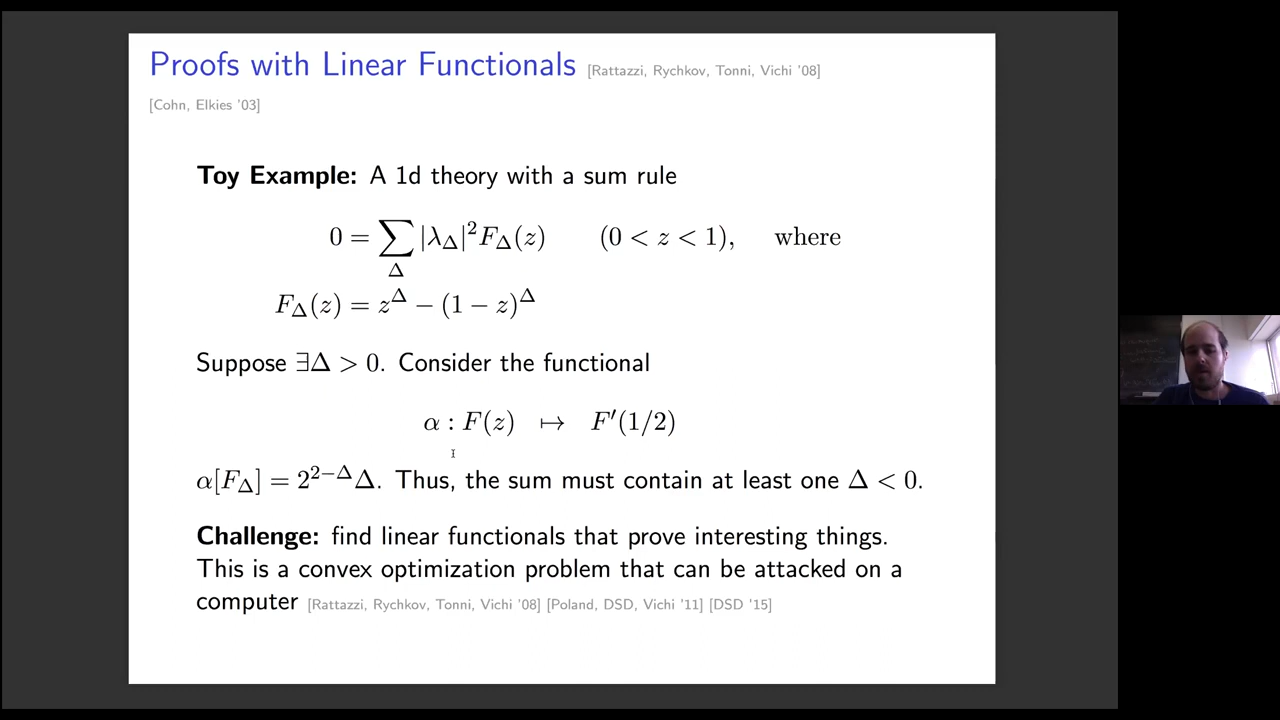 Proofs with Linear Functionals [Rattazzi, Rychkov, Tonni, Vichi '08]
[Cohn, Elkies '03]
Toy Example: A 1d theory with a sum rule
0 = ∑_Δ |λ_Δ|² F_Δ(z) (0 < z < 1), where
F_Δ(z) = z^Δ − (1 − z)^Δ
Suppose ∃Δ > 0. Consider the functional
α : F(z) ↦ F′(1/2)
α[F_Δ] = 2^{2−Δ}Δ. Thus, the sum must contain at least one Δ < 0.
Challenge: find linear functionals that prove interesting things.
This is a convex optimization problem that can be attacked on a
computer [Rattazzi, Rychkov, Tonni, Vichi '08] [Poland, DSD, Vichi '11] [DSD '15]